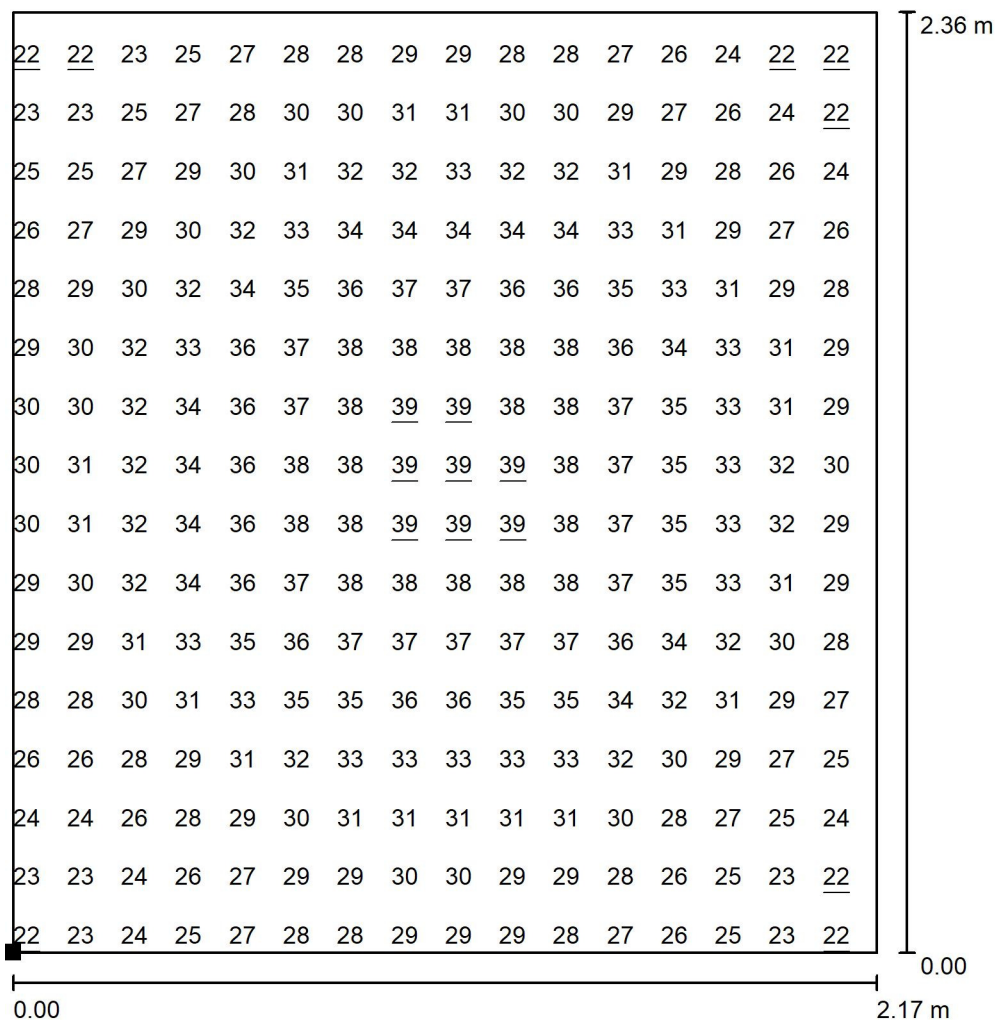 2.36 m
22 22 23 25 27 28 28 29 29 28 28 27 26 24 22 22
23 23 25 27 28 30 30 31 31 30 30 29 27 26 24 22
25 25 27 29 30 31 32 32 33 32 32 31 29 28 26 24
26 27 29 30 32 33 34 34 34 34 34 33 31 29 27 26
28 29 30 32 34 35 36 37 37 36 36 35 33 31 29 28
29 30 32 33 36 37 38 38 38 38 38 36 34 33 31 29
30 30 32 34 36 37 38 39 39 38 38 37 35 33 31 29
30 31 32 34 36 38 38 39 39 39 38 37 35 33 32 30
30 31 32 34 36 38 38 39 39 39 38 37 35 33 32 29
29 30 32 34 36 37 38 38 38 38 38 37 35 33 31 29
29 29 31 33 35 36 37 37 37 37 37 36 34 32 30 28
28 28 30 31 33 35 35 36 36 35 35 34 32 31 29 27
26 26 28 29 31 32 33 33 33 33 33 32 30 29 27 25
24 24 26 28 29 30 31 31 31 31 31 30 28 27 25 24
23 23 24 26 27 29 29 30 30 29 29 28 26 25 23 22
22 23 24 25 27 28 28 29 29 29 28 27 26 25 23 22
0.00
0.00 2.17 m